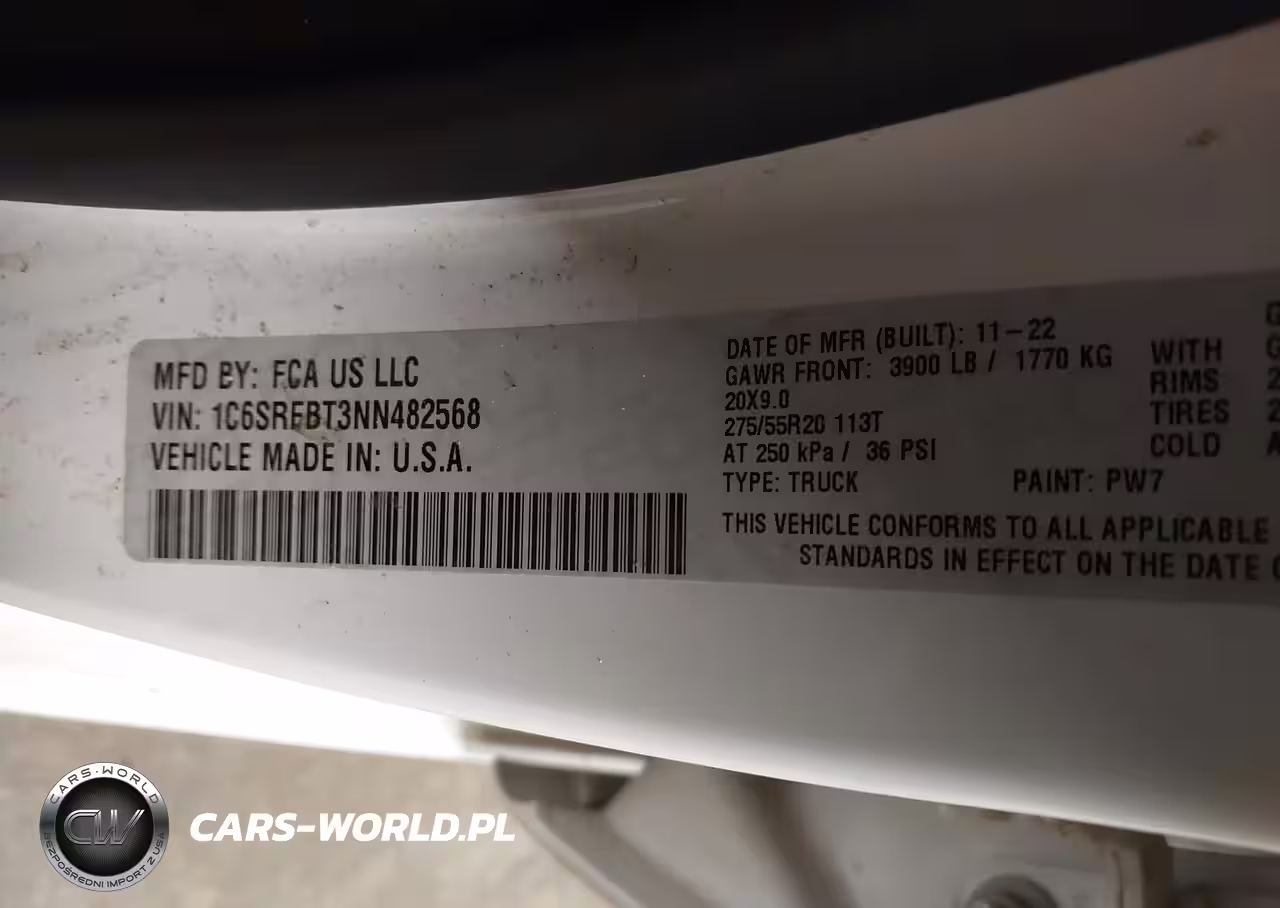 MFD BY: FCA US LLC
VIN: 1C6SRFBT3NN482568
VEHICLE MADE IN: U.S.A.
DATE OF MFR (BUILT): 11-22
GAWR FRONT: 3900 LB / 1770 KG
WITH
20X9.0
RIMS
275/55R20 113T
TIRES
AT 250 kPa / 36 PSI
COLD
TYPE: TRUCK
PAINT: PW7
THIS VEHICLE CONFORMS TO ALL APPLICABLE
STANDARDS IN EFFECT ON THE DATE
CARS-WORLD
CW
BEZPOŚREDNI IMPORT Z USA
CARS-WORLD.PL